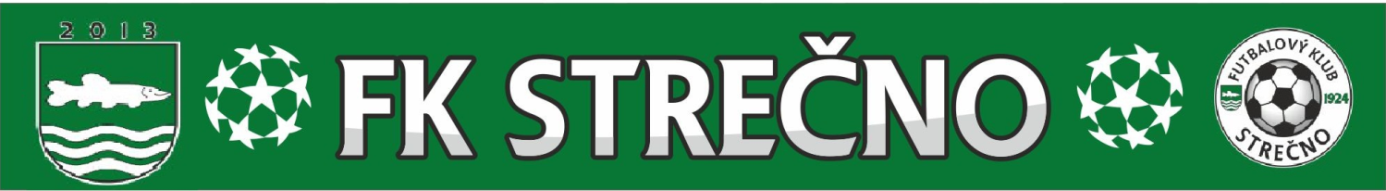 2013
FK STREČNO
FUTBALOVÝ KLUB
1924
STREČNO